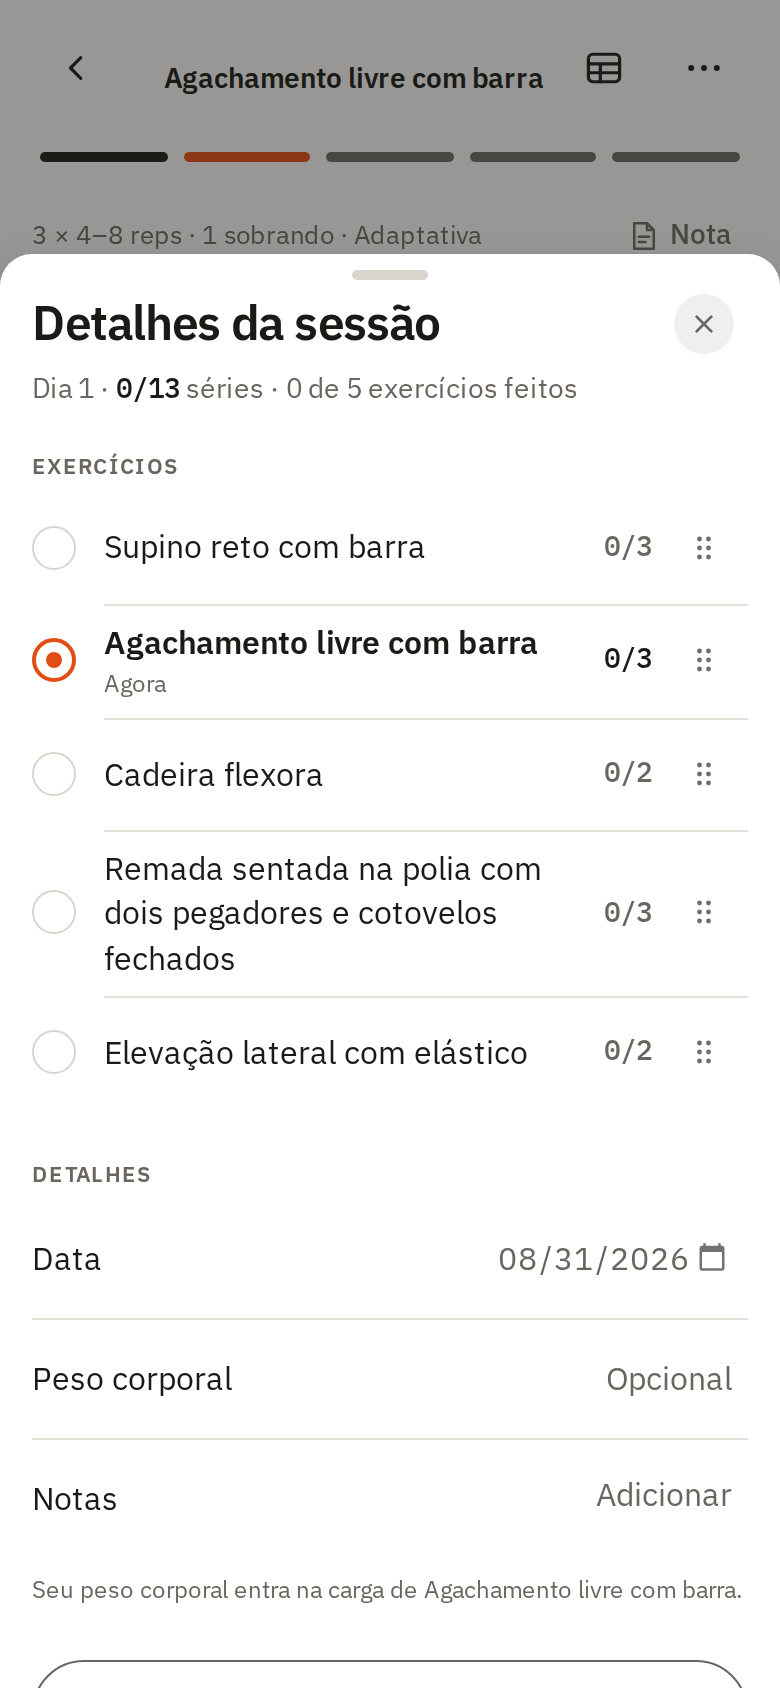 Agachamento livre com barra
3 × 4–8 reps · 1 sobrando · Adaptativa
Nota
Detalhes da sessão
Dia 1 · 0/13 séries · 0 de 5 exercícios feitos
EXERCÍCIOS
Supino reto com barra 0/3
Agachamento livre com barra 0/3
Agora
Cadeira flexora 0/2
Remada sentada na polia com
dois pegadores e cotovelos 0/3
fechados
Elevação lateral com elástico 0/2
DETALHES
Data 08/31/2026
Peso corporal Opcional
Notas Adicionar
Seu peso corporal entra na carga de Agachamento livre com barra.